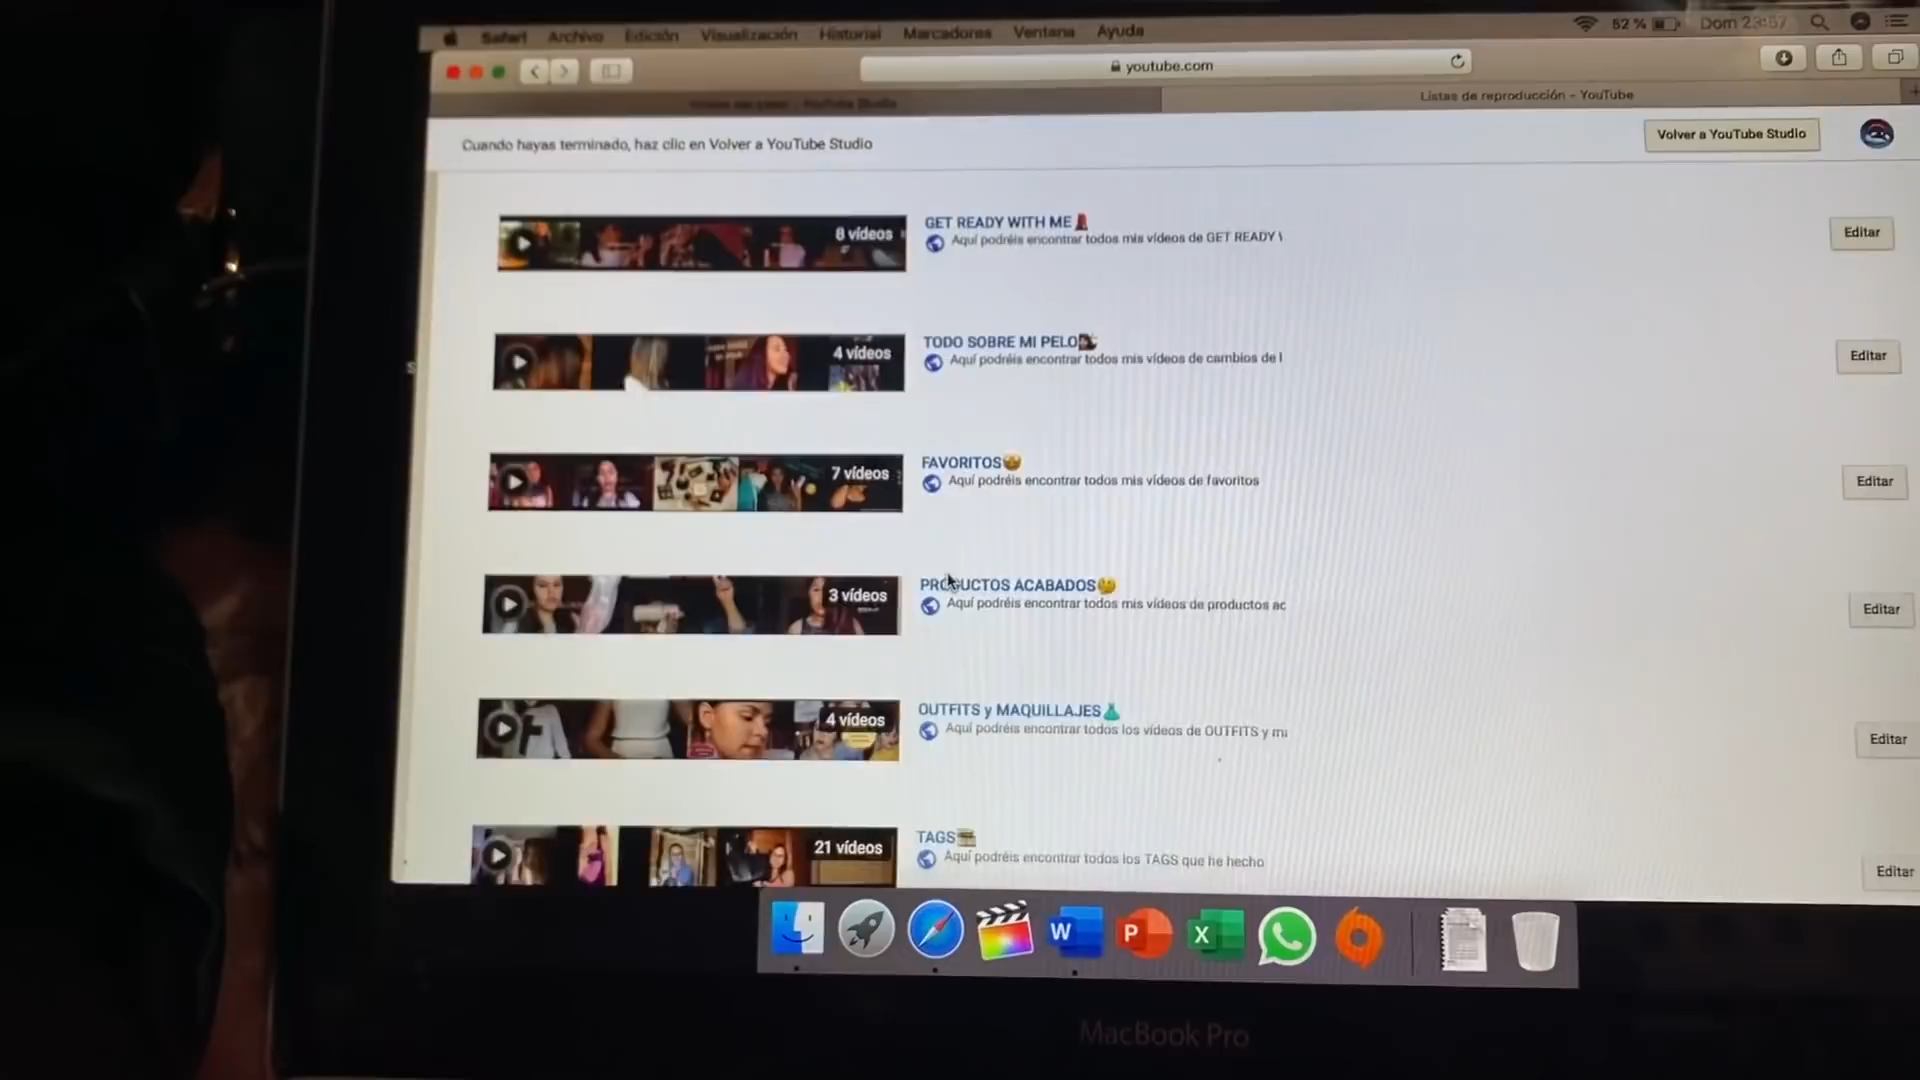 Safari Archivo Edición Visualización Historial Marcadores Ventana Ayuda 52 % Dom 23:57
youtube.com
YouTube Studio
Listas de reproducción - YouTube
Cuando hayas terminado, haz clic en Volver a YouTube Studio
Volver a YouTube Studio
8 vídeos
GET READY WITH ME
Aquí podréis encontrar todos mis vídeos de GET READY
Editar
4 vídeos
TODO SOBRE MI PELO
Aquí podréis encontrar todos mis vídeos de cambios de
Editar
7 vídeos
FAVORITOS
Aquí podréis encontrar todos mis vídeos de favoritos
Editar
3 vídeos
PRODUCTOS ACABADOS
Aquí podréis encontrar todos mis vídeos de productos ac
Editar
4 vídeos
OUTFITS y MAQUILLAJES
Aquí podréis encontrar todos los vídeos de OUTFITS y
Editar
21 vídeos
TAGS
Aquí podréis encontrar todos los TAGS que he hecho
Editar
W P X
MacBook Pro